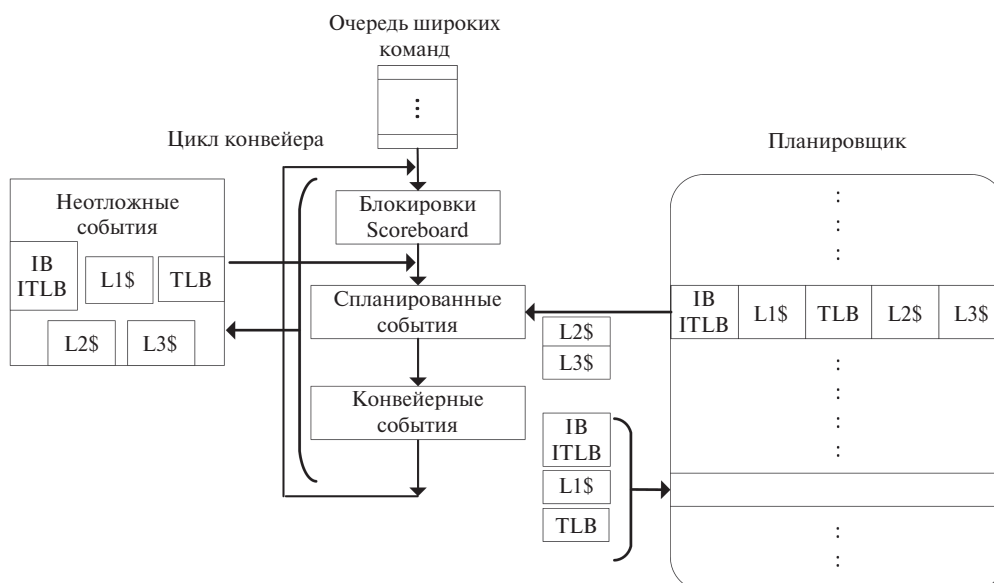 Очередь широких
команд
Цикл конвейера
Планировщик
Неотложные
события
IB
ITLB
L1$
TLB
L2$
L3$
Блокировки
Scoreboard
Спланированные
события
Конвейерные
события
L2$
L3$
IB
ITLB
L1$
TLB
IB
ITLB
L1$
TLB
L2$
L3$